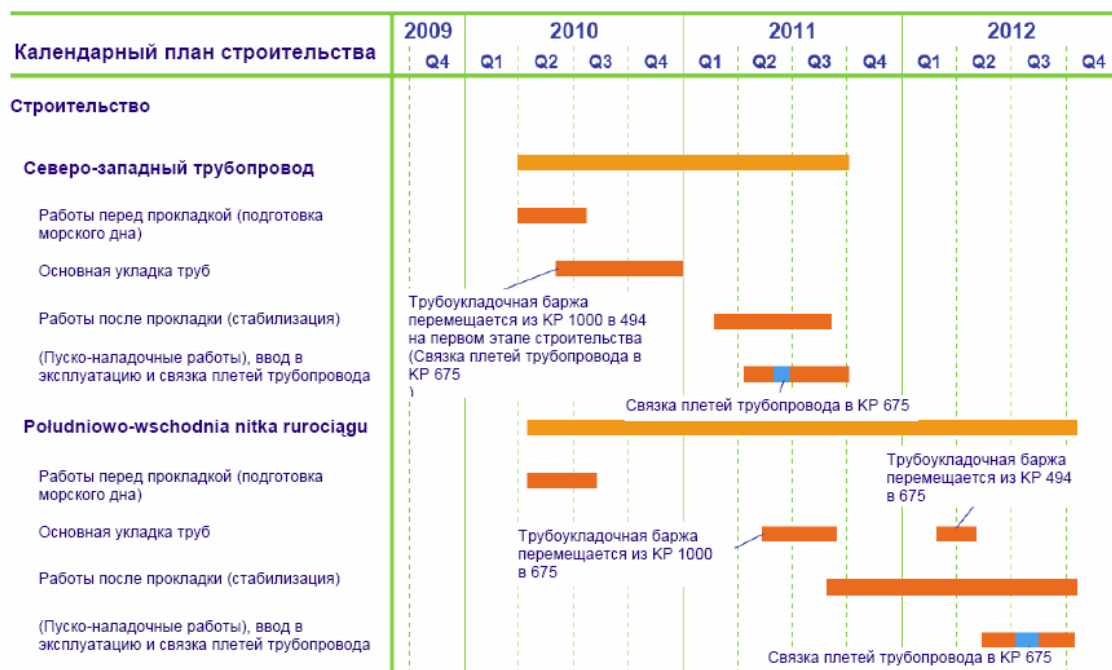 2009 2010 2011 2012
Календарный план строительства
Q4 Q1 Q2 Q3 Q4 Q1 Q2 Q3 Q4 Q1 Q2 Q3 Q4
Строительство
Северо-западный трубопровод
Работы перед прокладкой (подготовка
морского дна)
Основная укладка труб
Трубоукладочная баржа
перемещается из KP 1000 в 494
на первом этапе строительства
(Связка плетей трубопровода в
KP 675
)
Работы после прокладки (стабилизация)
(Пуско-наладочные работы), ввод в
эксплуатацию и связка плетей трубопровода
Связка плетей трубопровода в KP 675
Południowo-wschodnia nitka rurociągu
Работы перед прокладкой (подготовка
морского дна)
Трубоукладочная баржа
перемещается из KP 494
в 675
Основная укладка труб
Трубоукладочная баржа
перемещается из KP 1000
в 675
Работы после прокладки (стабилизация)
(Пуско-наладочные работы), ввод в
эксплуатацию и связка плетей трубопровода
Связка плетей трубопровода в KP 675